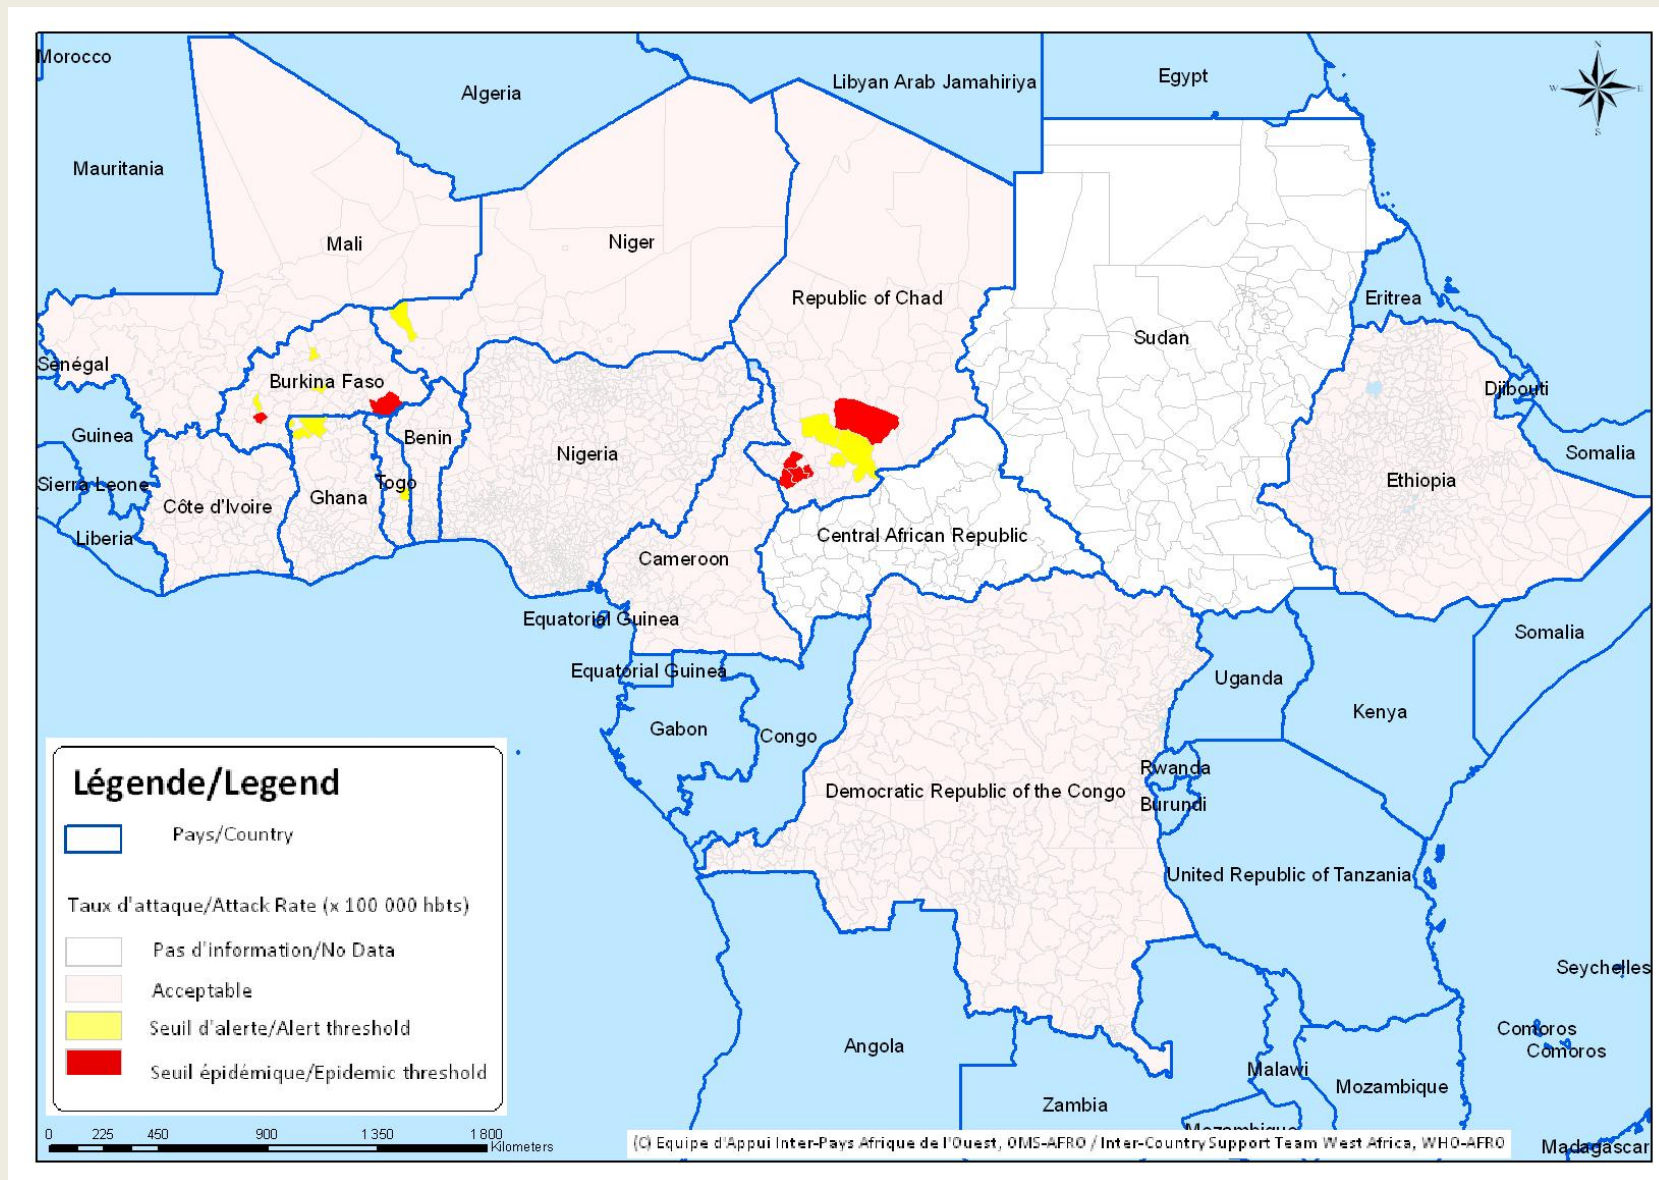 Morocco
Algeria
Libyan Arab Jamahiriya
Egypt
N
W
E
S
Mauritania
Mali
Niger
Republic of Chad
Eritrea
Sudan
Sénégal
Burkina Faso
Djibouti
Guinea
Benin
Nigeria
Somalia
Sierra Leone
Togo
Ethiopia
Côte d'Ivoire
Ghana
Liberia
Central African Republic
Cameroon
Equatorial Guinea
Somalia
Equatorial Guinea
Uganda
Gabon
Congo
Kenya
Rwanda
Democratic Republic of the Congo
Burundi
United Republic of Tanzania
Seychelles
Comoros
Comoros
Angola
Malawi
Mozambique
Zambia
Mozambique
Madagascar
Légende/Legend
Pays/Country
Taux d'attaque/Attack Rate (x 100 000 hbts)
Pas d'information/No Data
Acceptable
Seuil d'alerte/Alert threshold
Seuil épidémique/Epidemic threshold
0 225 450 900 1 350 1 800
Kilometers
(C) Equipe d'Appui Inter-Pays Afrique de l'Ouest, OMS-AFRO / Inter-Country Support Team West Africa, WHO-AFRO